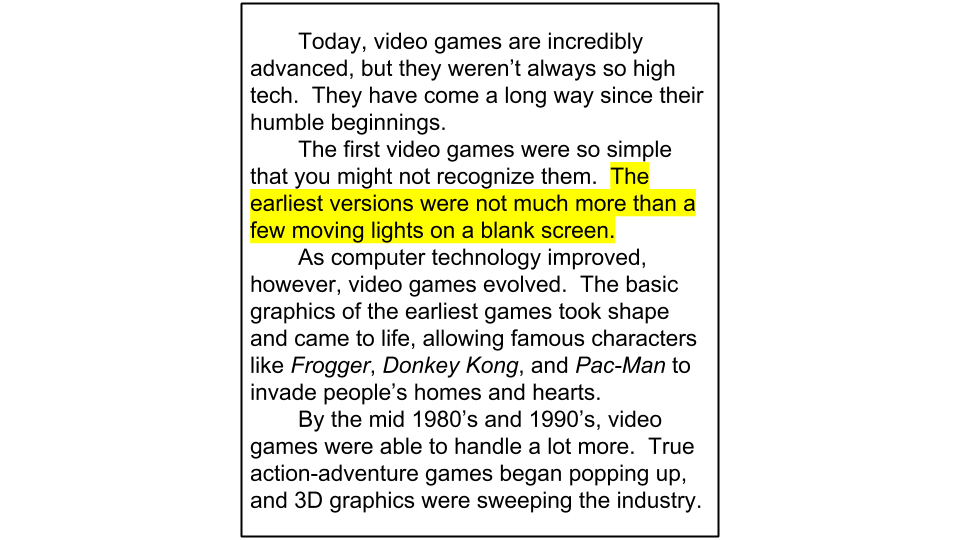 Today, video games are incredibly
advanced, but they weren’t always so high
tech.  They have come a long way since their
humble beginnings.
The first video games were so simple
that you might not recognize them.  The
earliest versions were not much more than a
few moving lights on a blank screen.
As computer technology improved,
however, video games evolved.  The basic
graphics of the earliest games took shape
and came to life, allowing famous characters
like Frogger, Donkey Kong, and Pac-Man to
invade people’s homes and hearts.
By the mid 1980’s and 1990’s, video
games were able to handle a lot more.  True
action-adventure games began popping up,
and 3D graphics were sweeping the industry.